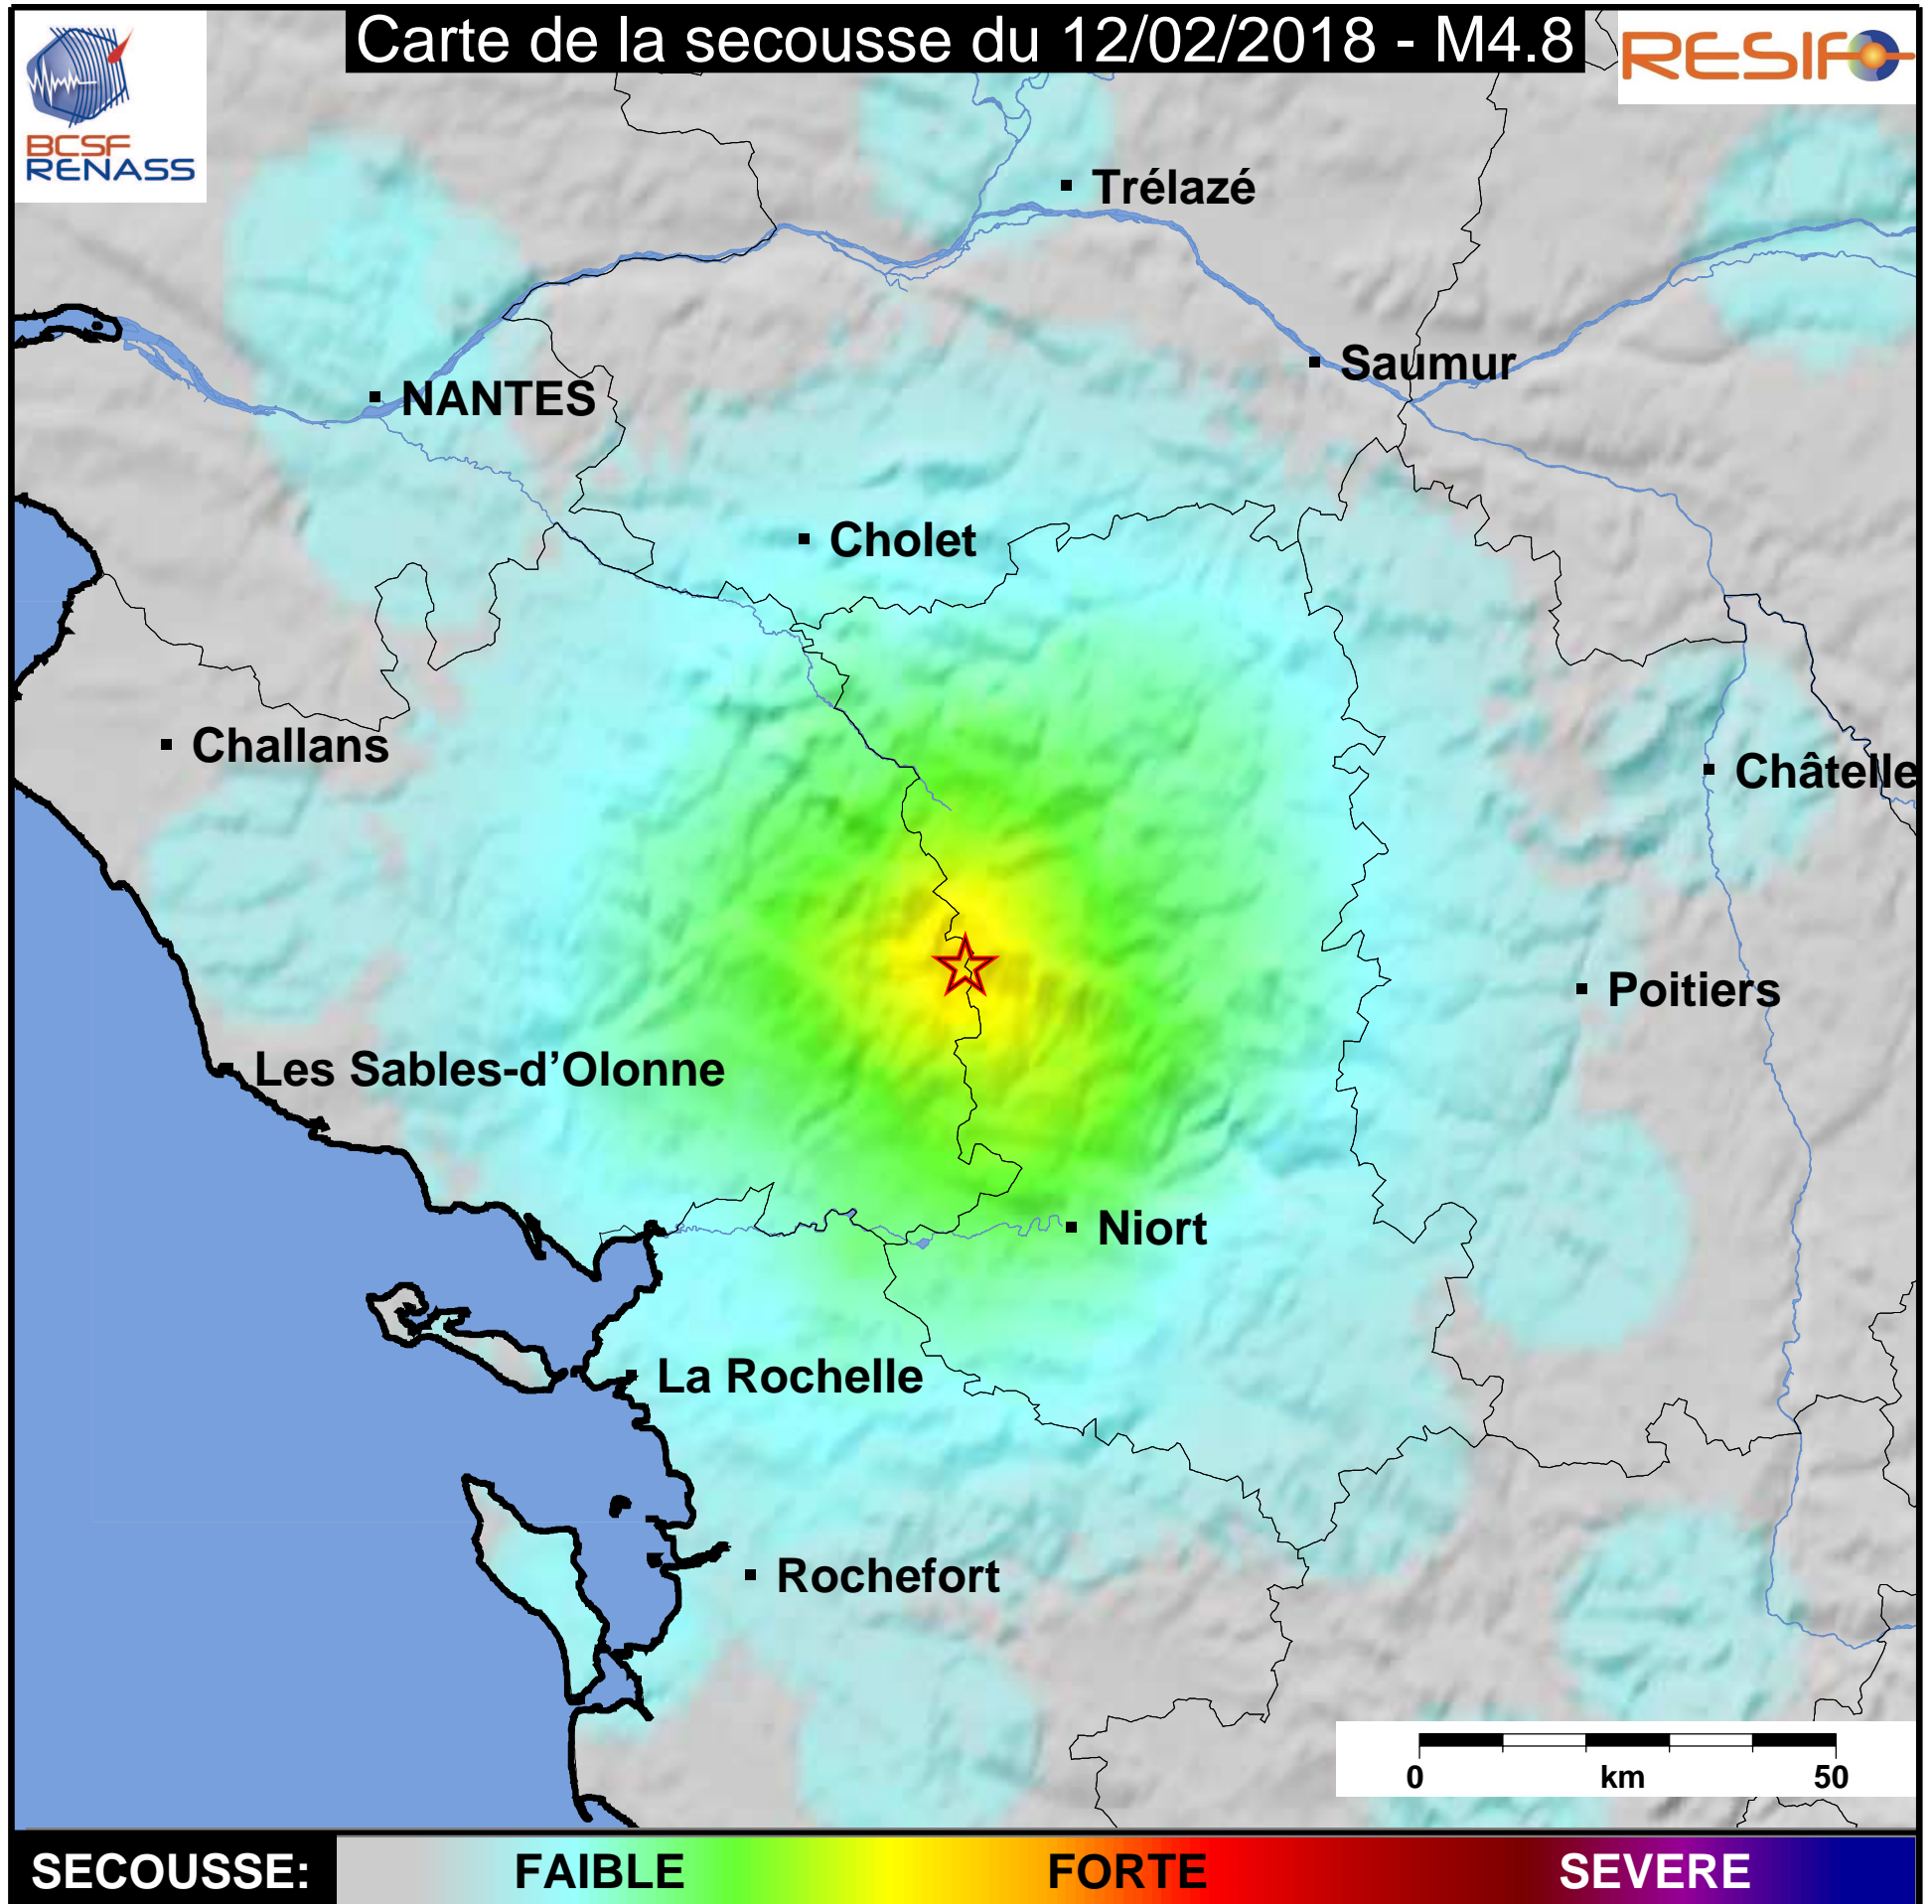 Carte de la secousse du 12/02/2018 - M4.8
BCSF
RENASS
RESIF
Trélazé
Saumur
NANTES
Cholet
Challans
Châtelle
Poitiers
Les Sables-d’Olonne
Niort
La Rochelle
Rochefort
0 km 50
SECOUSSE: FAIBLE FORTE SEVERE